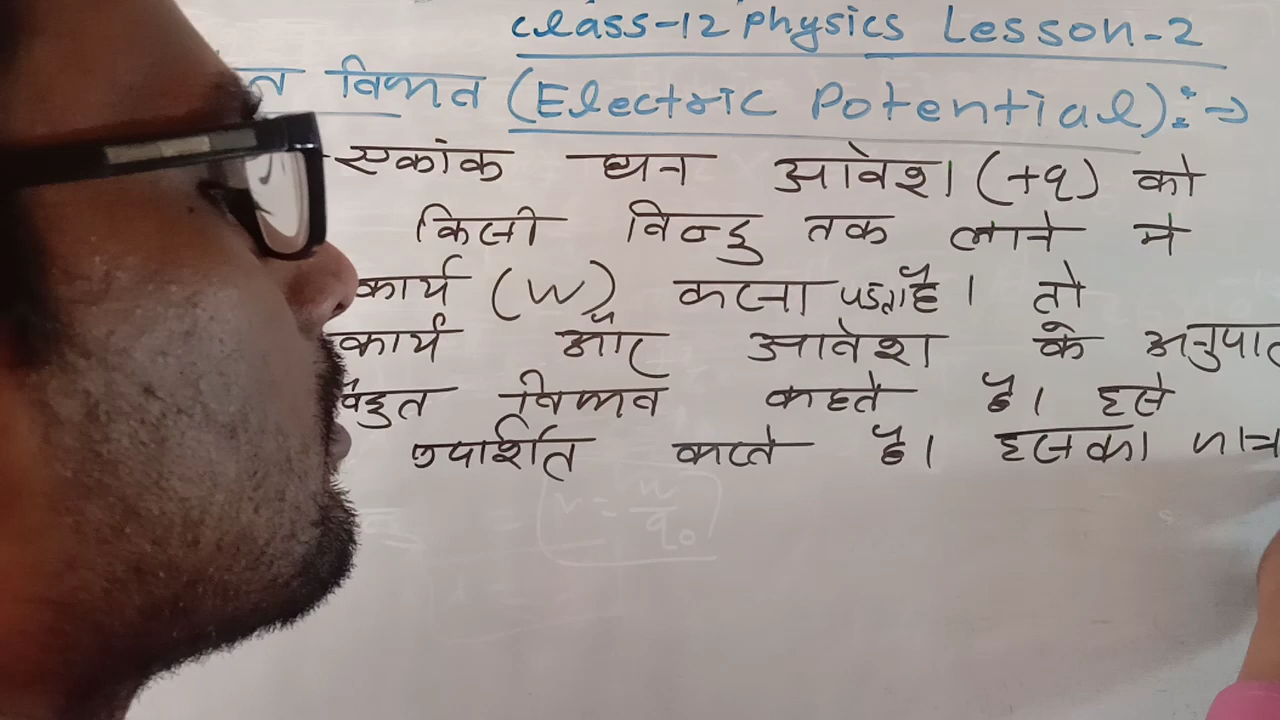 Class-12 Physics Lesson-2
विभव (Electric Potential):→
एकांक धन आवेश (+q) को
किसी विन्दु तक लाने में
कार्य (W) करना पड़ता है। तो
कार्य और आवेश के अनुपात
वैद्युत विभव कहते है। इसे
प्रदर्शित करते है। इसका मात्र
V = W/q₀